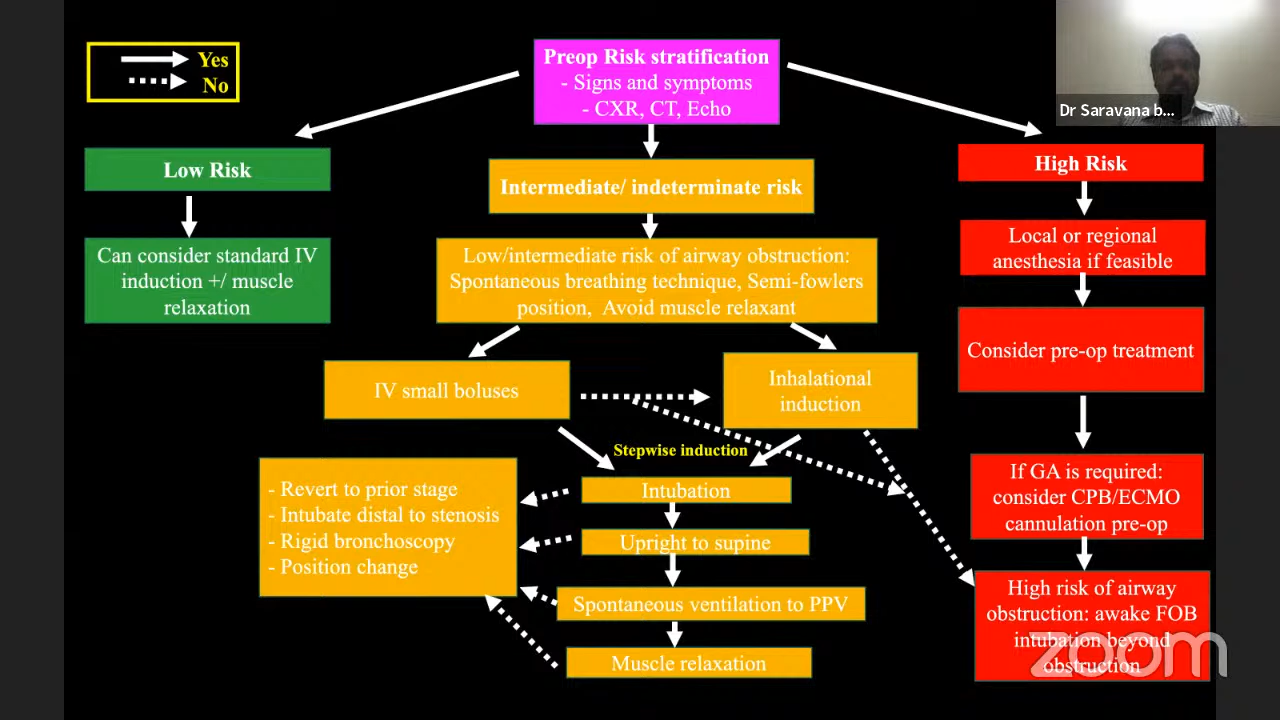 Yes
No
Preop Risk stratification
- Signs and symptoms
- CXR, CT, Echo
Dr Saravana b...
Low Risk
Can consider standard IV
induction +/ muscle
relaxation
Intermediate/ indeterminate risk
Low/intermediate risk of airway obstruction:
Spontaneous breathing technique, Semi-fowlers
position, Avoid muscle relaxant
IV small boluses
Inhalational
induction
Stepwise induction
Intubation
Upright to supine
Spontaneous ventilation to PPV
Muscle relaxation
- Revert to prior stage
- Intubate distal to stenosis
- Rigid bronchoscopy
- Position change
High Risk
Local or regional
anesthesia if feasible
Consider pre-op treatment
If GA is required:
consider CPB/ECMO
cannulation pre-op
High risk of airway
obstruction: awake FOB
intubation beyond
obstruction
zoom